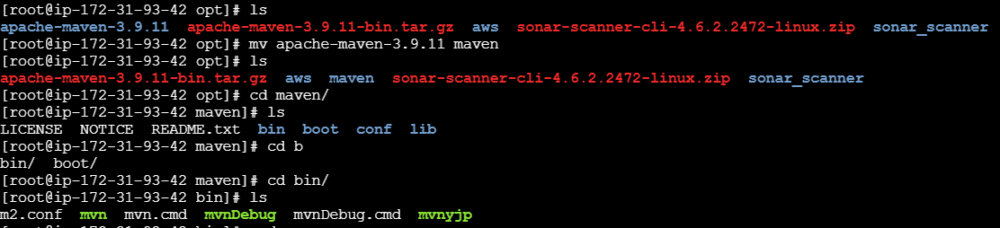 [root@ip-172-31-93-42 opt]# ls
apache-maven-3.9.11  apache-maven-3.9.11-bin.tar.gz  aws  sonar-scanner-cli-4.6.2.2472-linux.zip  sonar_scanner
[root@ip-172-31-93-42 opt]# mv apache-maven-3.9.11 maven
[root@ip-172-31-93-42 opt]# ls
apache-maven-3.9.11-bin.tar.gz  aws  maven  sonar-scanner-cli-4.6.2.2472-linux.zip  sonar_scanner
[root@ip-172-31-93-42 opt]# cd maven/
[root@ip-172-31-93-42 maven]# ls
LICENSE  NOTICE  README.txt  bin  boot  conf  lib
[root@ip-172-31-93-42 maven]# cd b
bin/  boot/
[root@ip-172-31-93-42 maven]# cd bin/
[root@ip-172-31-93-42 bin]# ls
m2.conf  mvn  mvn.cmd  mvnDebug  mvnDebug.cmd  mvnyjp